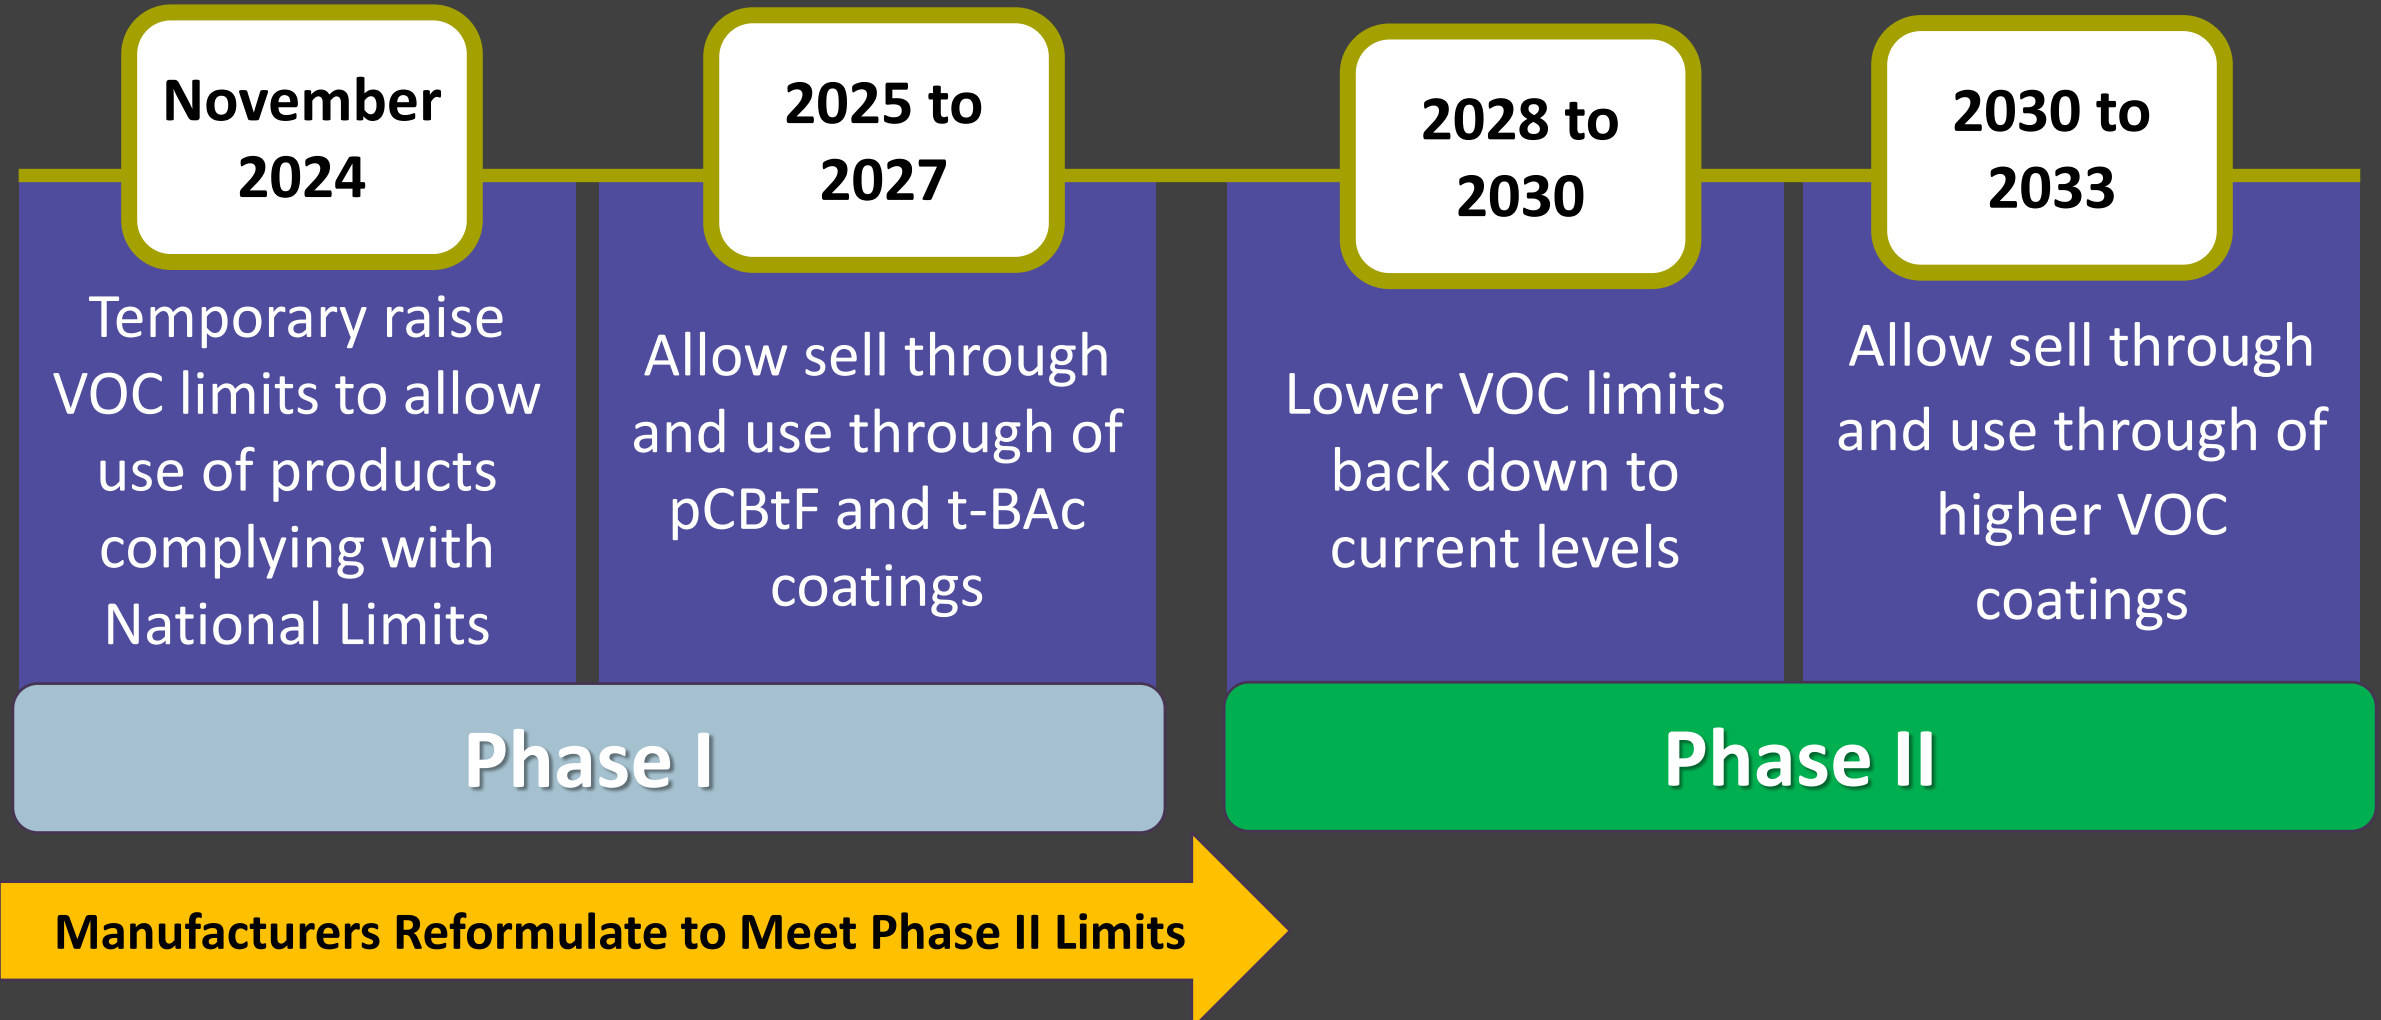 November
2024
Temporary raise
VOC limits to allow
use of products
complying with
National Limits
2025 to
2027
Allow sell through
and use through of
pCBtF and t-BAc
coatings
Phase I
2028 to
2030
Lower VOC limits
back down to
current levels
2030 to
2033
Allow sell through
and use through of
higher VOC
coatings
Phase II
Manufacturers Reformulate to Meet Phase II Limits